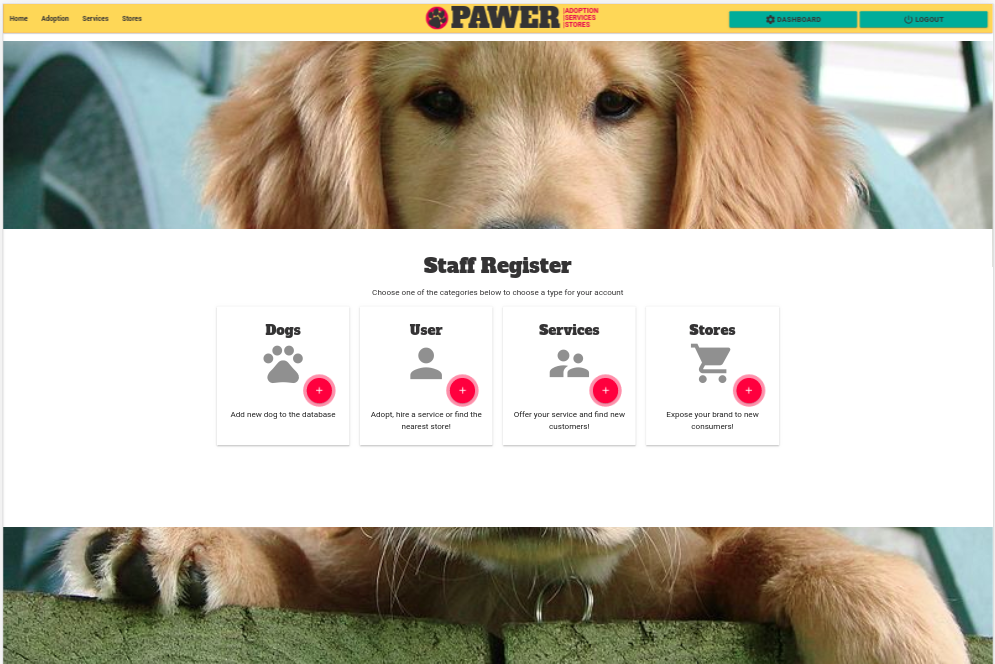 Home Adoption Services Stores
PAWER
|ADOPTION
|SERVICES
|STORES
DASHBOARD
LOGOUT
Staff Register
Choose one of the categories below to choose a type for your account
Dogs
+
Add new dog to the database
User
+
Adopt, hire a service or find the
nearest store!
Services
+
Offer your service and find new
customers!
Stores
+
Expose your brand to new
consumers!